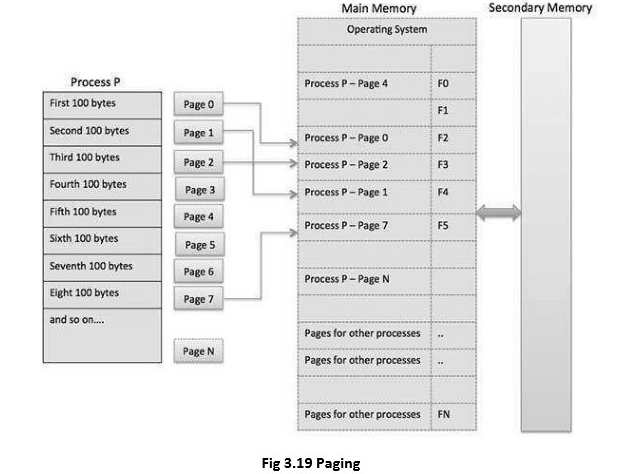 Main Memory
Secondary Memory
Operating System
Process P
First 100 bytes
Second 100 bytes
Third 100 bytes
Fourth 100 bytes
Fifth 100 bytes
Sixth 100 bytes
Seventh 100 bytes
Eight 100 bytes
and so on....
Page 0
Page 1
Page 2
Page 3
Page 4
Page 5
Page 6
Page 7
Page N
Process P – Page 4 F0
F1
Process P – Page 0 F2
Process P – Page 2 F3
Process P – Page 1 F4
Process P – Page 7 F5
Process P – Page N
Pages for other processes ..
Pages for other processes ..
Pages for other processes FN
Fig 3.19 Paging